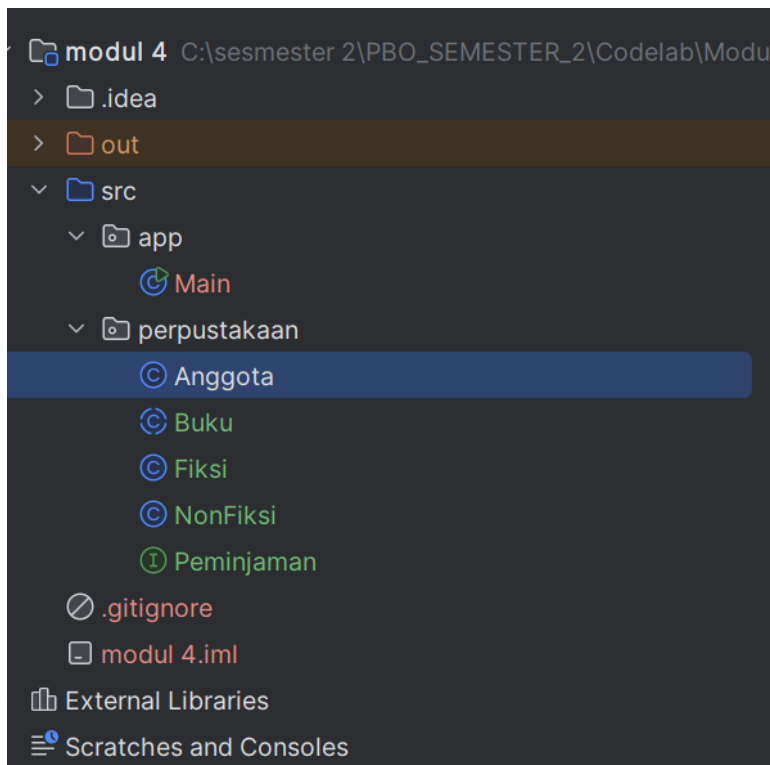 modul 4 C:\sesmester 2\PBO_SEMESTER_2\Codelab\Modu
.idea
out
src
app
Main
perpustakaan
Anggota
Buku
Fiksi
NonFiksi
Peminjaman
.gitignore
modul 4.iml
External Libraries
Scratches and Consoles